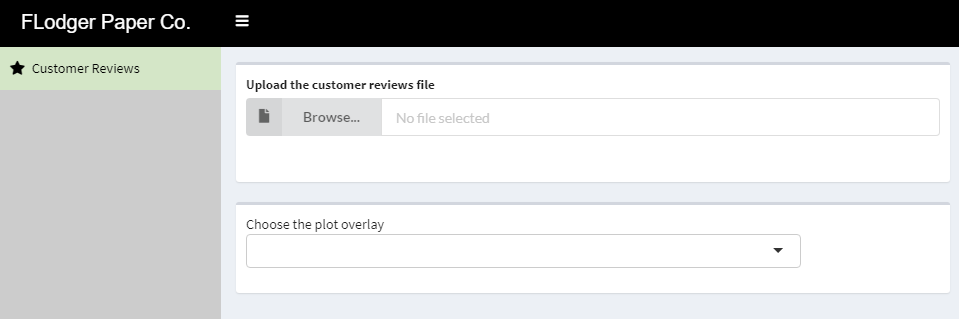 FLodger Paper Co.
Customer Reviews
Upload the customer reviews file
Browse... No file selected
Choose the plot overlay